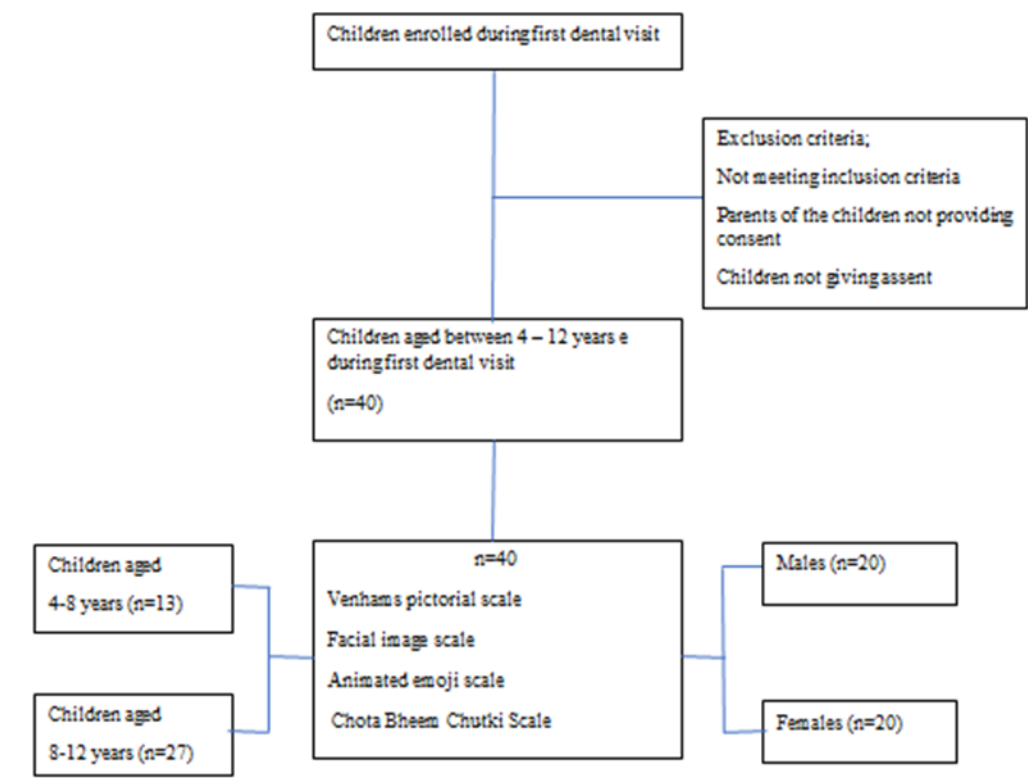 Children enrolled during first dental visit
Exclusion criteria;
Not meeting inclusion criteria
Parents of the children not providing
consent
Children not giving assent
Children aged between 4 – 12 years e
during first dental visit
(n=40)
Children aged
4-8 years (n=13)
Children aged
8-12 years (n=27)
n=40
Venhams pictorial scale
Facial image scale
Animated emoji scale
Chota Bheem Chutki Scale
Males (n=20)
Females (n=20)